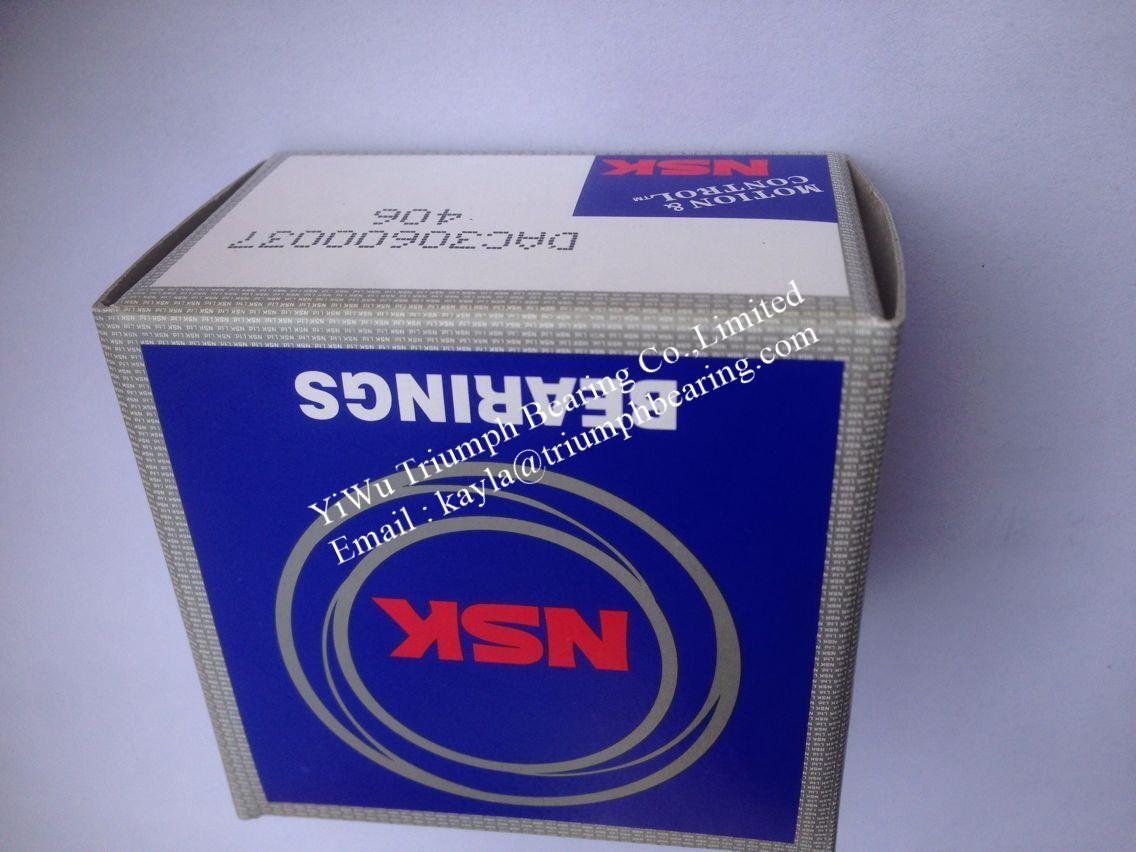 NSK
MOTION &
CONTROL™
DAC30600037
406
BEARINGS
NSK
YiWu Triumph Bearing Co.,Limited
Email : kayla@triumphbearing.com